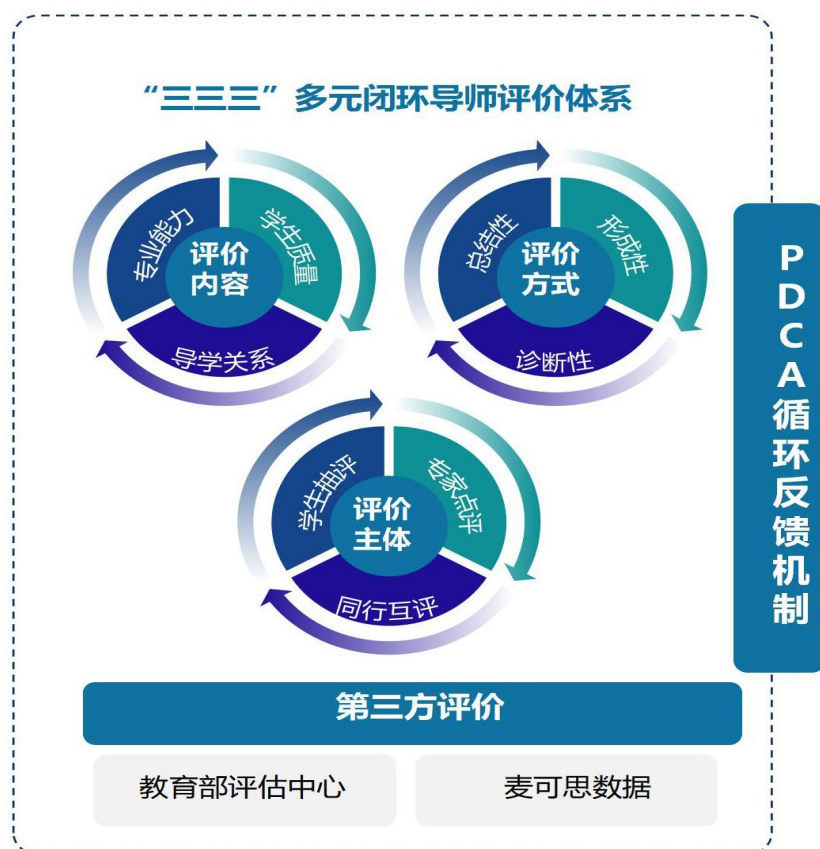 “三三三”多元闭环导师评价体系
专业能力
学生质量
评价
内容
导学关系
总结性
形成性
评价
方式
诊断性
学生抽评
专家点评
评价
主体
同行互评
PDCA循环反馈机制
第三方评价
教育部评估中心
麦可思数据